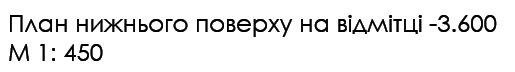 План нижнього поверху на відмітці -3.600
М 1: 450